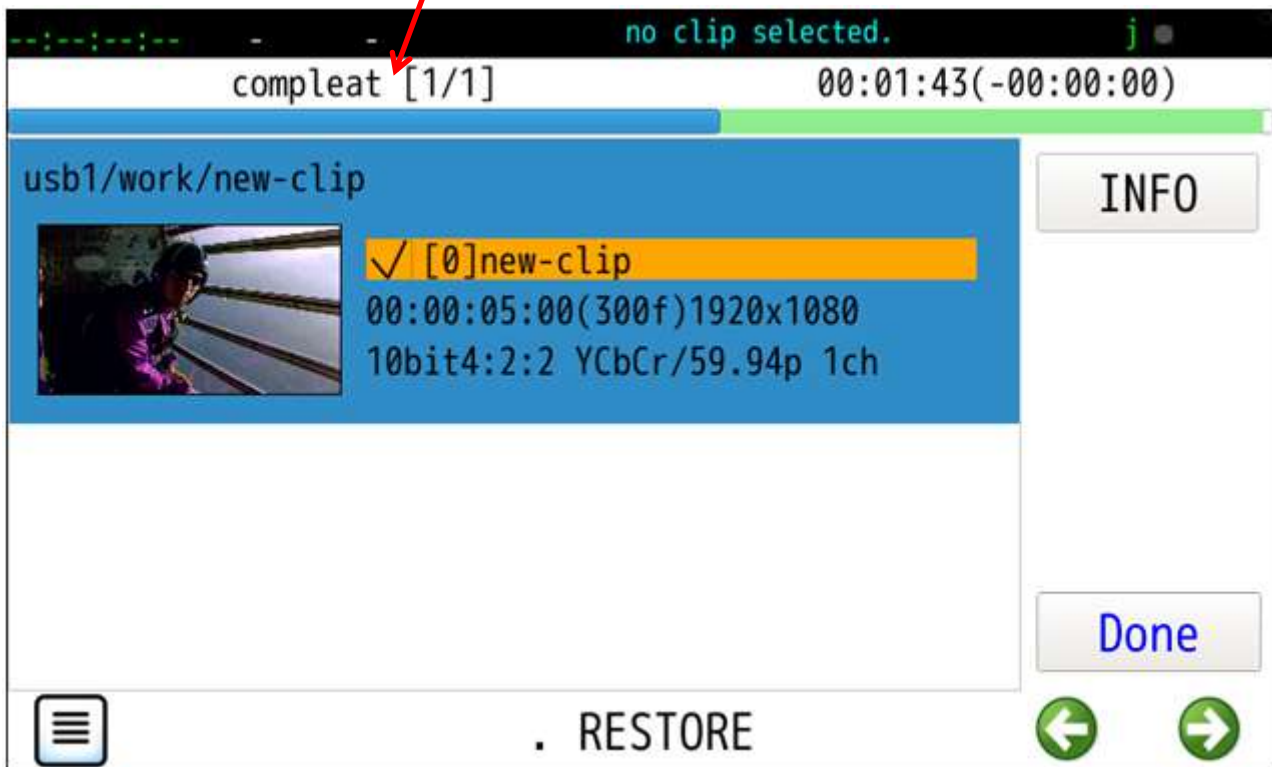 --:--:--:-- - - no clip selected. j
compleat [1/1] 00:01:43(-00:00:00)
usb1/work/new-clip
INFO
✓ [0]new-clip
00:00:05:00(300f)1920x1080
10bit4:2:2 YCbCr/59.94p 1ch
Done
. RESTORE